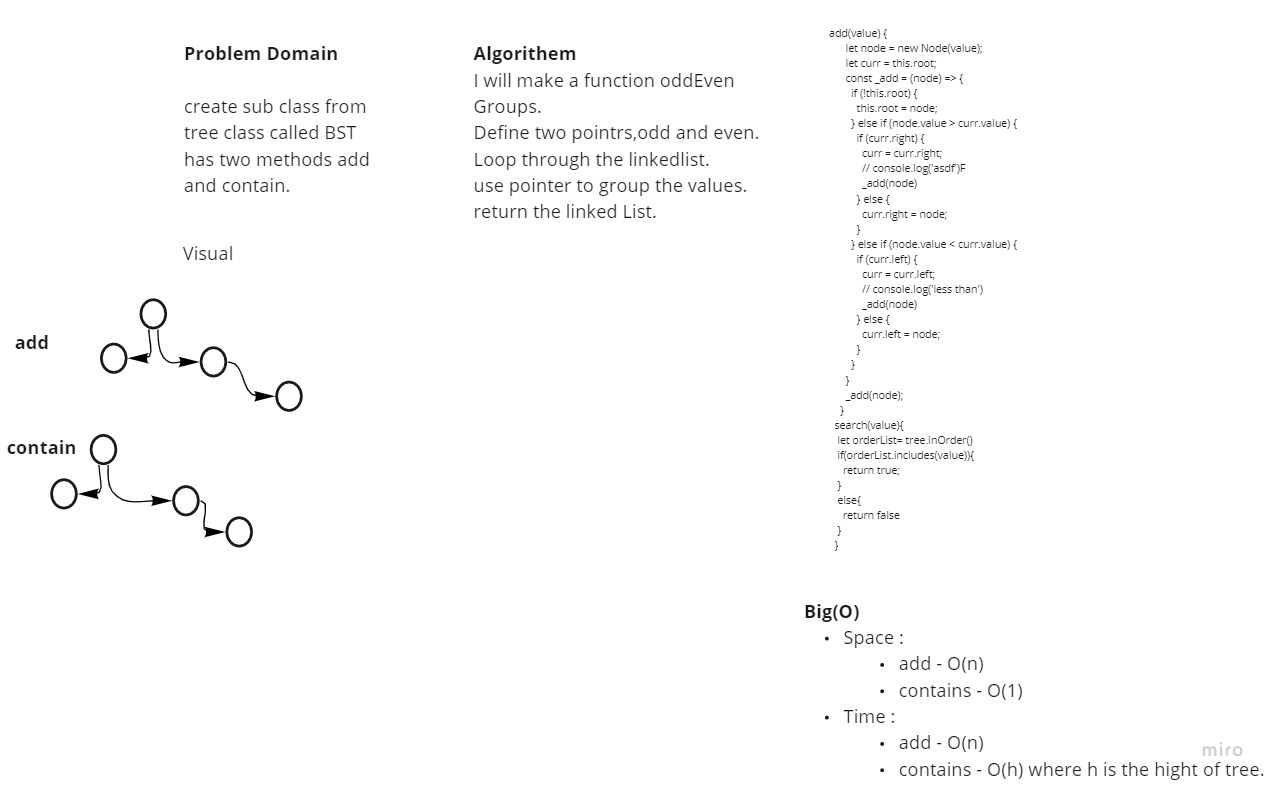 Problem Domain
create sub class from
tree class called BST
has two methods add
and contain.
Visual
add
contain
Algorithem
I will make a function oddEven
Groups.
Define two pointrs,odd and even.
Loop through the linkedlist.
use pointer to group the values.
return the linked List.
add(value) {
let node = new Node(value);
let curr = this.root;
const _add = (node) => {
if (!this.root) {
this.root = node;
} else if (node.value > curr.value) {
if (curr.right) {
curr = curr.right;
// console.log('asdf')F
_add(node)
} else {
curr.right = node;
}
} else if (node.value < curr.value) {
if (curr.left) {
curr = curr.left;
// console.log('less than')
_add(node)
} else {
curr.left = node;
}
}
}
_add(node);
}
search(value){
let orderList= tree.inOrder()
if(orderList.includes(value)){
return true;
}
else{
return false
}
}
Big(O)
• Space :
• add - O(n)
• contains - O(1)
• Time :
• add - O(n)
• contains - O(h) where h is the hight of tree.
miro